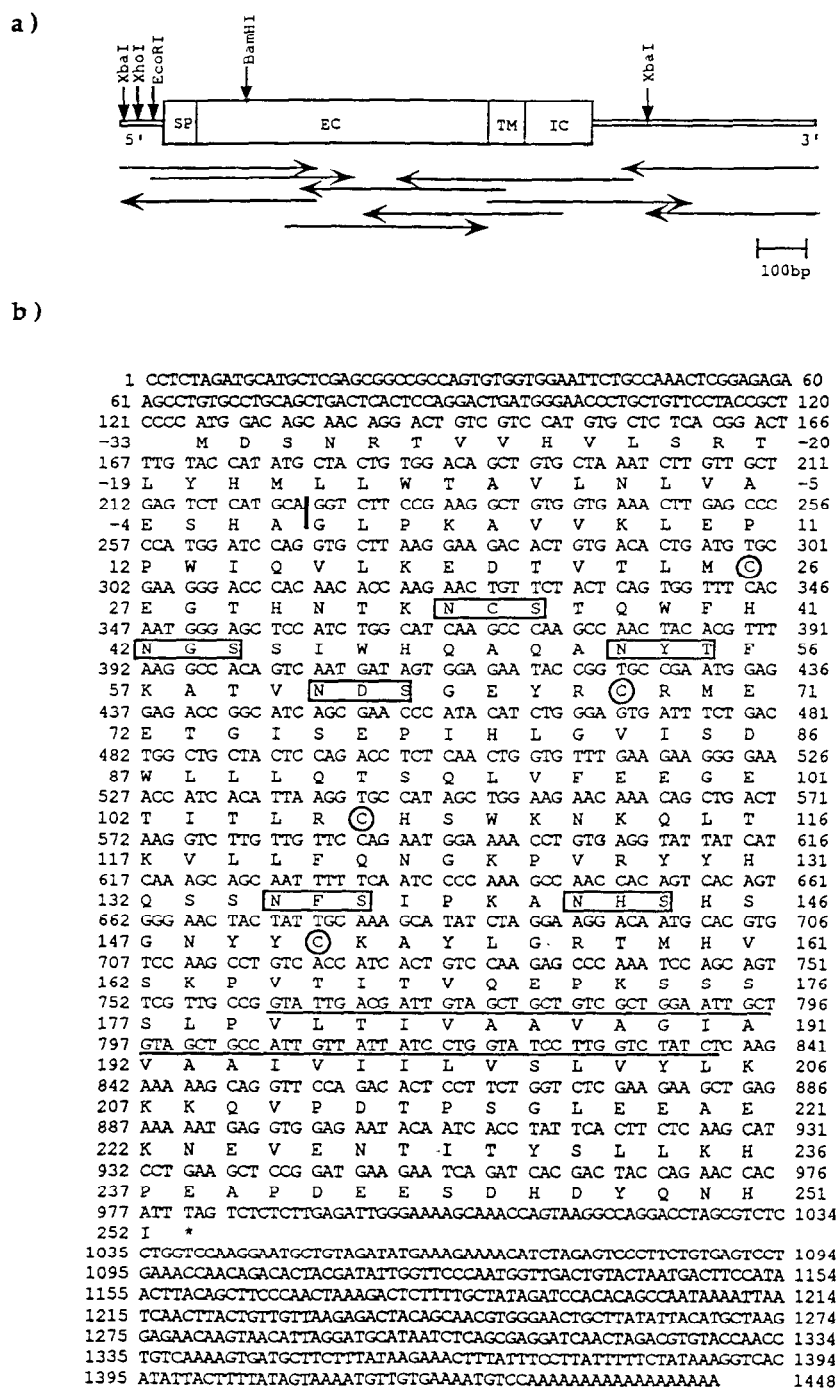 a)
XbaI XhoI EcoRI BamHI XbaI
SP EC TM IC
5' 3'
100bp
b)
1 CCTCTAGATGCATGCTCGAGCGGCCGCCAGTGTGGTGGAATTCTGCCAAACTCGGAGAGA 60
61 AGCCTGTGCCTGCAGCTGACTCACTCCAGGACTGATGGGAACCCTGCTGTTCCTACCGCT 120
121 CCCC ATG GAC AGC AAC AGG ACT GTC GTC CAT GTG CTC TCA CGG ACT 166
-33 M D S N R T V V H V L S R T -20
167 TTG TAC CAT ATG CTA CTG TGG ACA GCT GTG CTA AAT CTT GTT GCT 211
-19 L Y H M L L W T A V L N L V A -5
212 GAG TCT CAT GCA GGT CTT CCG AAG GCT GTG GTG AAA CTT GAG CCC 256
-4 E S H A G L P K A V V K L E P 11
257 CCA TGG ATC CAG GTG CTT AAG GAA GAC ACT GTG ACA CTG ATG TGC 301
12 P W I Q V L K E D T V T L M C 26
302 GAA GGG ACC CAC AAC ACC AAG AAC TGT TCT ACT CAG TGG TTT CAC 346
27 E G T H N T K N C S T Q W F H 41
347 AAT GGG AGC TCC ATC TGG CAT CAA GCC CAA GCC AAC TAC ACG TTT 391
42 N G S S I W H Q A Q A N Y T F 56
392 AAG GCC ACA GTC AAT GAT AGT GGA GAA TAC CGG TGC CGA ATG GAG 436
57 K A T V N D S G E Y R C R M E 71
437 GAG ACC GGC ATC AGC GAA CCC ATA CAT CTG GGA GTG ATT TCT GAC 481
72 E T G I S E P I H L G V I S D 86
482 TGG CTG CTA CTC CAG ACC TCT CAA CTG GTG TTT GAA GAA GGG GAA 526
87 W L L L Q T S Q L V F E E G E 101
527 ACC ATC ACA TTA AGG TGC CAT AGC TGG AAG AAC AAA CAG CTG ACT 571
102 T I T L R C H S W K N K Q L T 116
572 AAG GTC TTG TTG TTC CAG AAT GGA AAA CCT GTG AGG TAT TAT CAT 616
117 K V L L F Q N G K P V R Y Y H 131
617 CAA AGC AGC AAT TTT TCA ATC CCC AAA GCC AAC CAC AGT CAC AGT 661
132 Q S S N F S I P K A N H S H S 146
662 GGG AAC TAC TAT TGC AAA GCA TAT CTA GGA AGG ACA ATG CAC GTG 706
147 G N Y Y C K A Y L G R T M H V 161
707 TCC AAG CCT GTC ACC ATC ACT GTC CAA GAG CCC AAA TCC AGC AGT 751
162 S K P V T I T V Q E P K S S S 176
752 TCG TTG CCG GTA TTG ACG ATT GTA GCT GCT GTC GCT GGA ATT GCT 796
177 S L P V L T I V A A V A G I A 191
797 GTA GCT GCC ATT GTT ATT ATC CTG GTA TCC TTG GTC TAT CTC AAG 841
192 V A A I V I I L V S L V Y L K 206
842 AAA AAG CAG GTT CCA GAC ACT CCT TCT GGT CTC GAA GAA GCT GAG 886
207 K K Q V P D T P S G L E E A E 221
887 AAA AAT GAG GTG GAG AAT ACA ATC ACC TAT TCA CTT CTC AAG CAT 931
222 K N E V E N T I T Y S L L K H 236
932 CCT GAA GCT CCG GAT GAA GAA TCA GAT CAC GAC TAC CAG AAC CAC 976
237 P E A P D E E S D H D Y Q N H 251
977 ATT TAG TCTCTCTTGAGATTGGGAAAAGCAAACCAGTAAGGCCAGGACCTAGCGTCTC 1034
252 I *
1035 CTGGTCCAAGGAATGCTGTAGATATGAAAGAAAACATCTAGAGTCCCTTCTGTGAGTCCT 1094
1095 GAAACCAACAGACACTACGATATTGGTTCCCAATGGTTGACTGTACTAATGACTTCCATA 1154
1155 ACTTACAGCTTCCCAACTAAAGACTCTTTTGCTATAGATCCACACAGCCAATAAAATTAA 1214
1215 TCAACTTACTGTTGTTAAGAGACTACAGCAACGTGGGAACTGCTTATATTACATGCTAAG 1274
1275 GAGAACAAGTAACATTAGGATGCATAATCTCAGCGAGGATCAACTAGACGTGTACCAACC 1334
1335 TGTCAAAAGTGATGCTTCTTTATAAGAAACTTTATTTCCTTATTTTTCTATAAAGGTCAC 1394
1395 ATATTACTTTTATAGTAAAATGTTGTGAAAATGTCCAAAAAAAAAAAAAAAAAA 1448